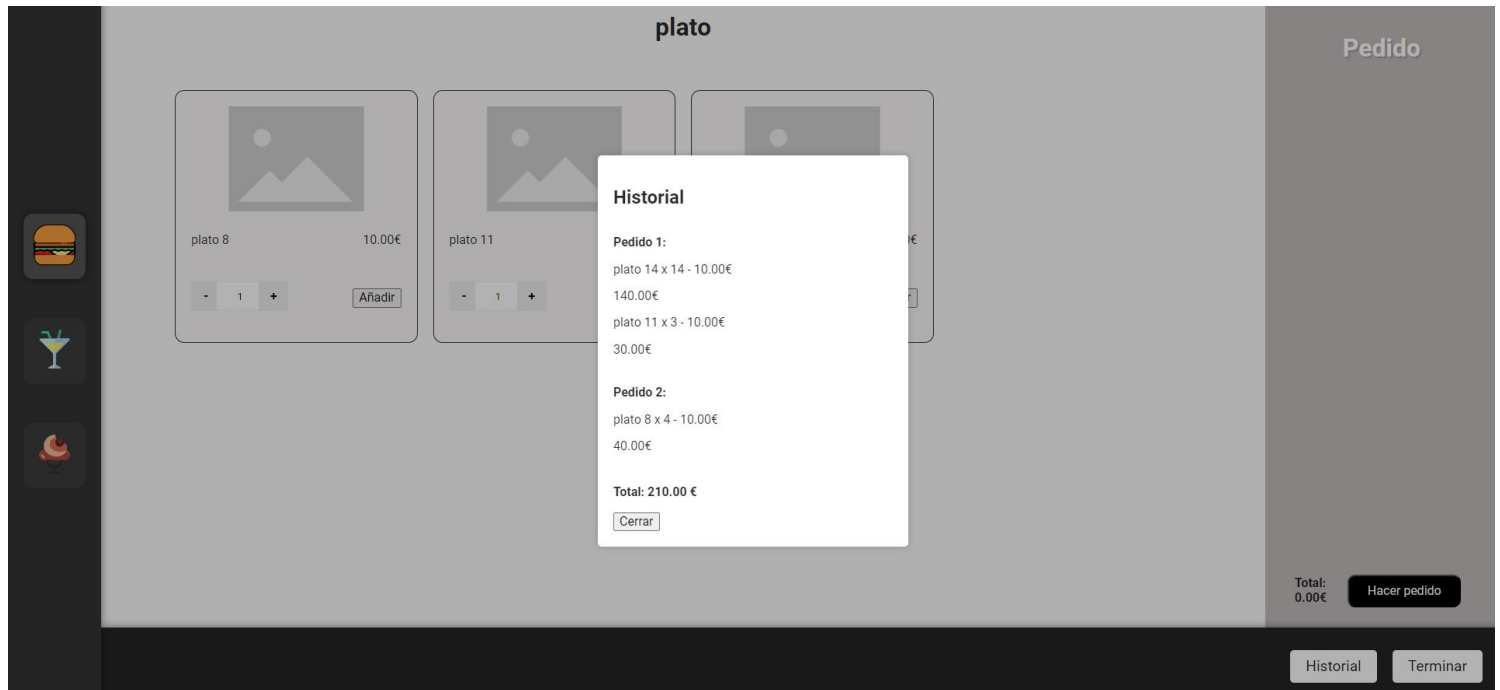 plato
Pedido
plato 8 10.00€
- 1 + Añadir
plato 11
- 1 +
€
Historial
Pedido 1:
plato 14 x 14 - 10.00€
140.00€
plato 11 x 3 - 10.00€
30.00€
Pedido 2:
plato 8 x 4 - 10.00€
40.00€
Total: 210.00 €
Cerrar
Total:
0.00€
Hacer pedido
Historial Terminar